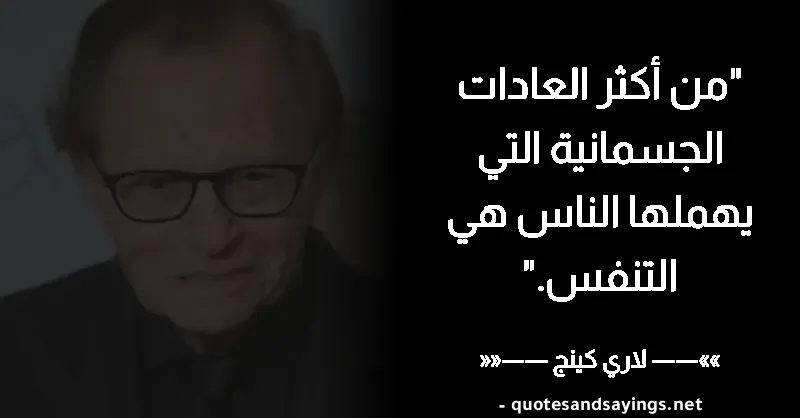 "من أكثر العادات
الجسمانية التي
يهملها الناس هي
التنفس."
»»—— لاري كينج ——««
- quotesandsayings.net